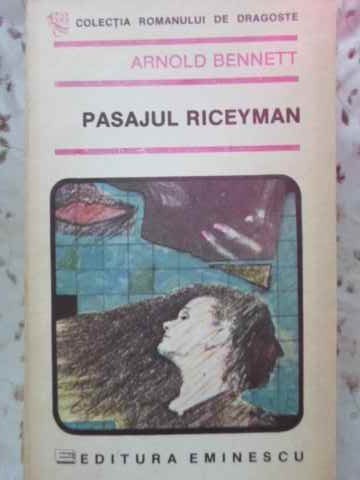 COLECȚIA ROMANULUI DE DRAGOSTE
ARNOLD BENNETT
PASAJUL RICEYMAN
EDITURA EMINESCU